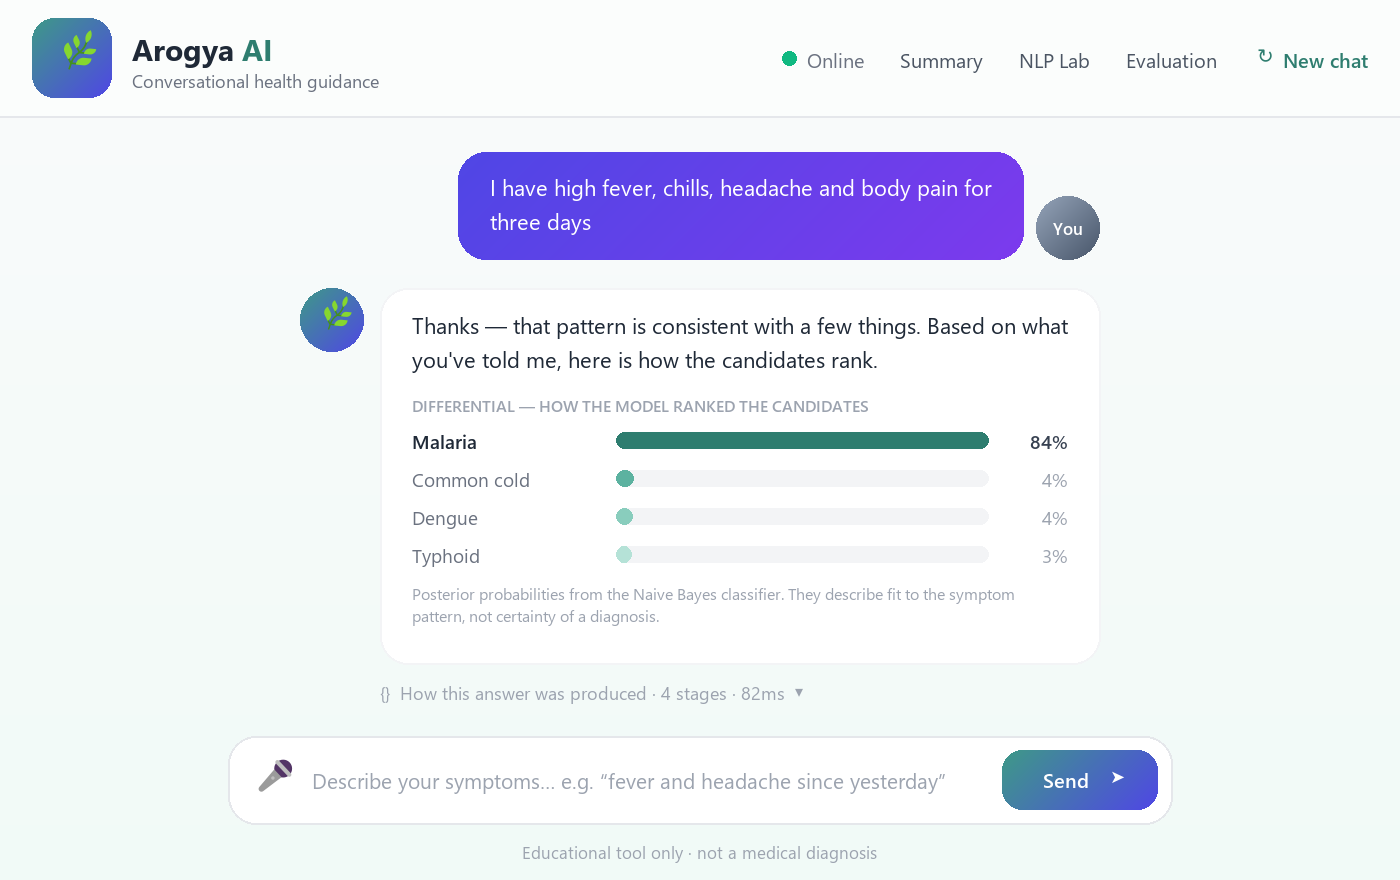 Arogya AI
Conversational health guidance
Online
Summary
NLP Lab
Evaluation
↻ New chat
I have high fever, chills, headache and body pain for
three days
You
Thanks — that pattern is consistent with a few things. Based on what
you've told me, here is how the candidates rank.
DIFFERENTIAL — HOW THE MODEL RANKED THE CANDIDATES
Malaria 84%
Common cold 4%
Dengue 4%
Typhoid 3%
Posterior probabilities from the Naive Bayes classifier. They describe fit to the symptom
pattern, not certainty of a diagnosis.
{} How this answer was produced · 4 stages · 82ms ▾
Describe your symptoms... e.g. “fever and headache since yesterday”
Send ➤
Educational tool only · not a medical diagnosis